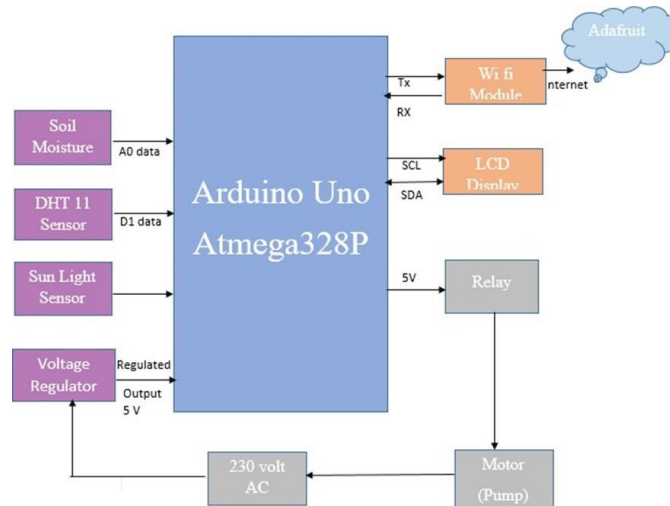 Adafruit
Wi fi
Module
nternet
Tx
RX
Soil
Moisture
A0 data
Arduino Uno
Atmega328P
SCL
SDA
LCD
Display
DHT 11
Sensor
D1 data
Sun Light
Sensor
5V
Relay
Voltage
Regulator
Regulated
Output
5 V
230 volt
AC
Motor
(Pump)